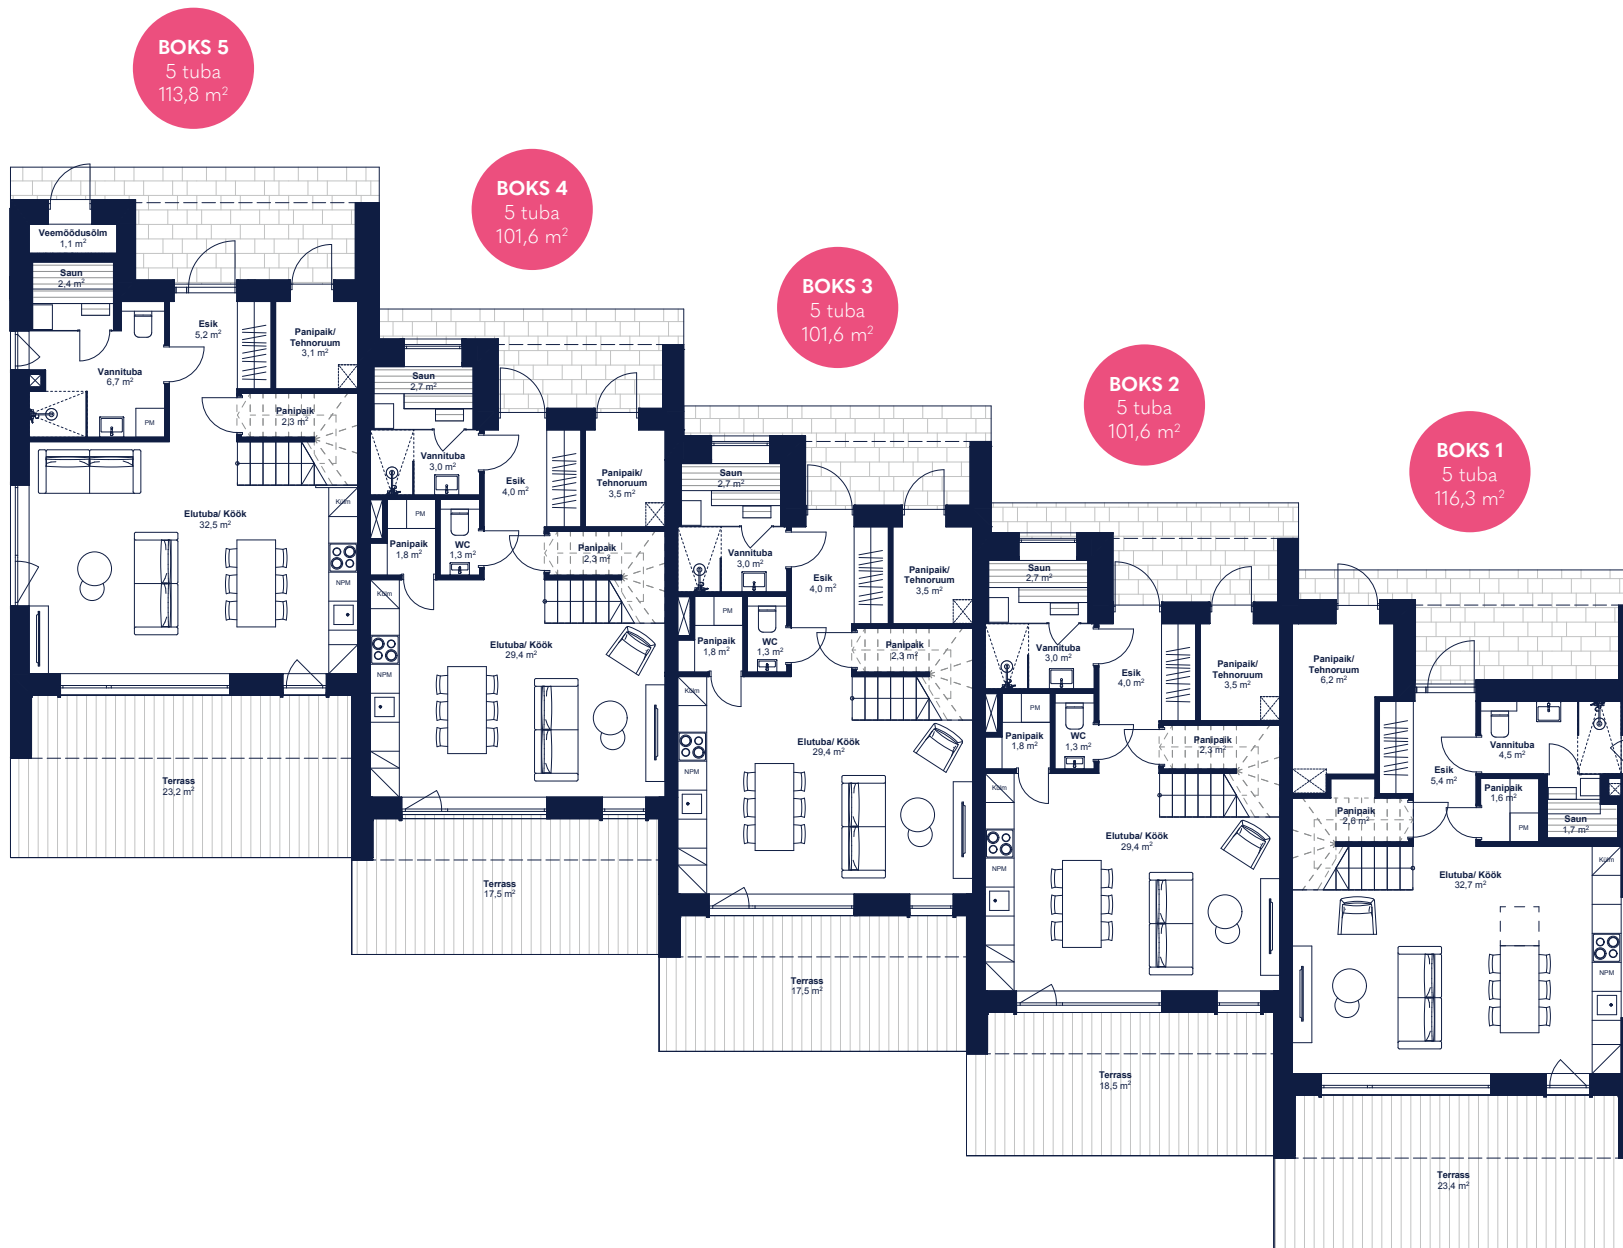 BOKS 5
5 tuba
113,8 m²
Veemõõdusõlm
1,1 m²
Saun
2,4 m²
Esik
5,2 m²
Panipaik/
Tehnoruum
3,1 m²
Vannituba
6,7 m²
PM
Panipaik
2,3 m²
Külm
Elutuba/ Köök
32,5 m²
NPM
Terrass
23,2 m²
BOKS 4
5 tuba
101,6 m²
Saun
2,7 m²
Vannituba
3,0 m²
Esik
4,0 m²
Panipaik/
Tehnoruum
3,5 m²
PM
Panipaik
1,8 m²
WC
1,3 m²
Panipaik
2,3 m²
Külm
Elutuba/ Köök
29,4 m²
NPM
Terrass
17,5 m²
BOKS 3
5 tuba
101,6 m²
Saun
2,7 m²
Vannituba
3,0 m²
Esik
4,0 m²
Panipaik/
Tehnoruum
3,5 m²
PM
Panipaik
1,8 m²
WC
1,3 m²
Panipaik
2,3 m²
Külm
Elutuba/ Köök
29,4 m²
NPM
Terrass
17,5 m²
BOKS 2
5 tuba
101,6 m²
Saun
2,7 m²
Vannituba
3,0 m²
Esik
4,0 m²
Panipaik/
Tehnoruum
3,5 m²
PM
Panipaik
1,8 m²
WC
1,3 m²
Panipaik
2,3 m²
Külm
Elutuba/ Köök
29,4 m²
NPM
Terrass
18,5 m²
BOKS 1
5 tuba
116,3 m²
Panipaik/
Tehnoruum
6,2 m²
Vannituba
4,5 m²
Esik
5,4 m²
Panipaik
1,6 m²
PM
Saun
1,7 m²
Panipaik
2,6 m²
Külm
Elutuba/ Köök
32,7 m²
NPM
Terrass
23,4 m²